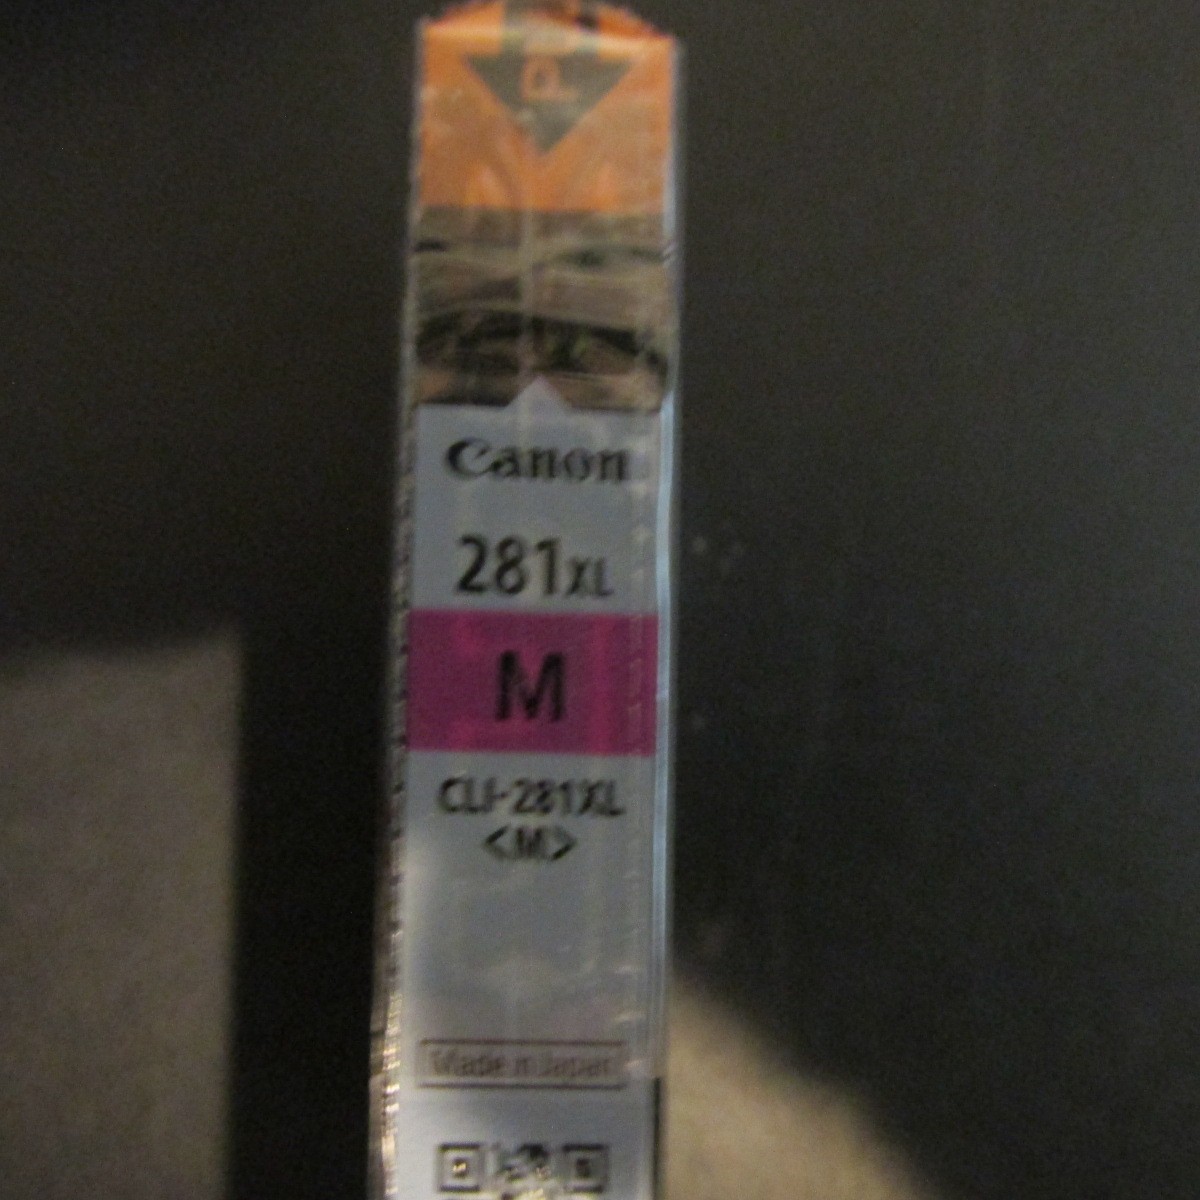 Canon
281XL
M
CLI-281XL
<M>
Made in Japan